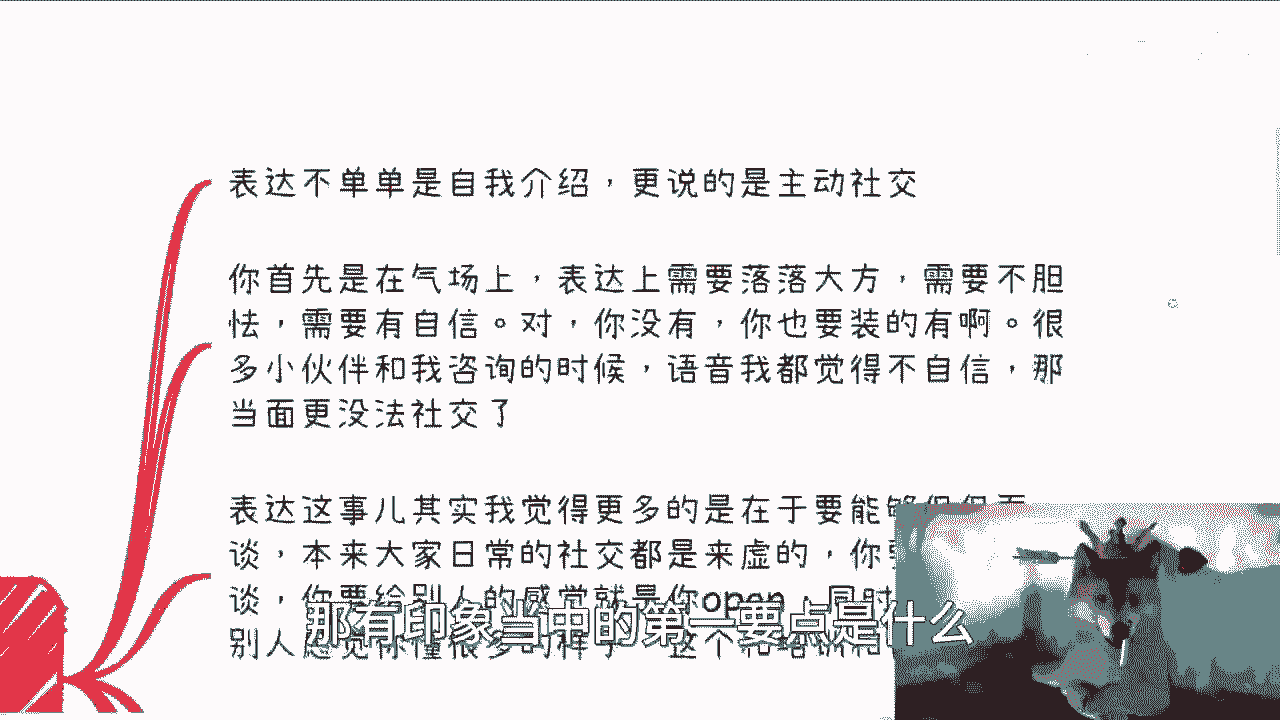 表达不单单是自我介绍，更说的是主动社交
你首先是在气场上，表达上需要落落大方，需要不胆
怯，需要有自信。对，你没有，你也要装的有啊。很
多小伙伴和我咨询的时候，语音我都觉得不自信，那
当面更没法社交了
表达这事儿其实我觉得更多的是在于要能够侃侃而
谈，本来大家日常的社交都是来虚的，你
谈，你要给别人的感觉就是你open，同时
别人感觉你懂很多的样子
那有印象当中的第一要点是什么